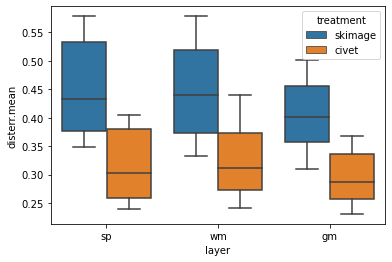 treatment
skimage
civet
0.55
0.50
0.45
0.40
0.35
0.30
0.25
disterr.mean
sp
wm
gm
layer